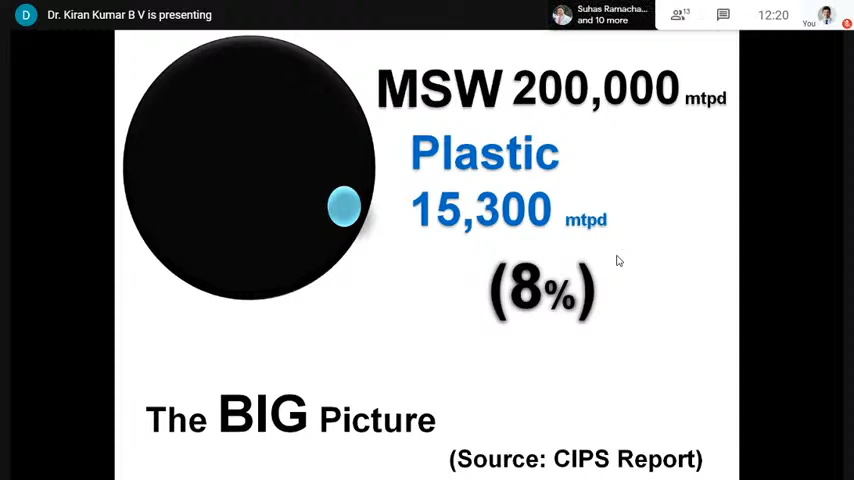 D Dr. Kiran Kumar B V is presenting
Suhas Ramacha...
and 10 more
13
12:20
You
MSW 200,000 mtpd
Plastic
15,300 mtpd
(8%)
The BIG Picture
(Source: CIPS Report)